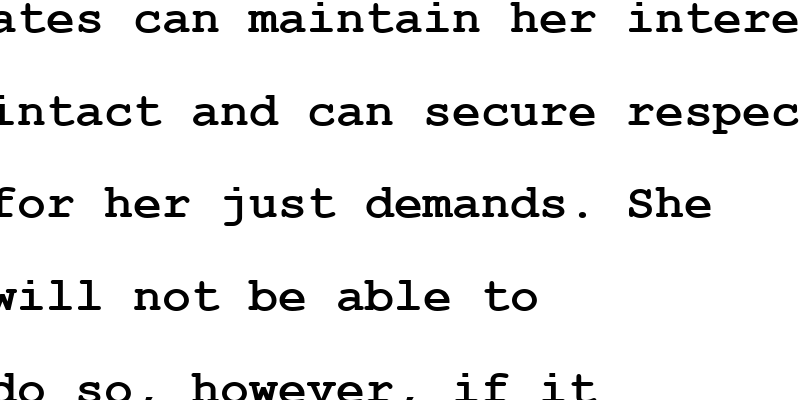 ates can maintain her intere
intact and can secure respec
for her just demands. She
will not be able to
do so, however, if it